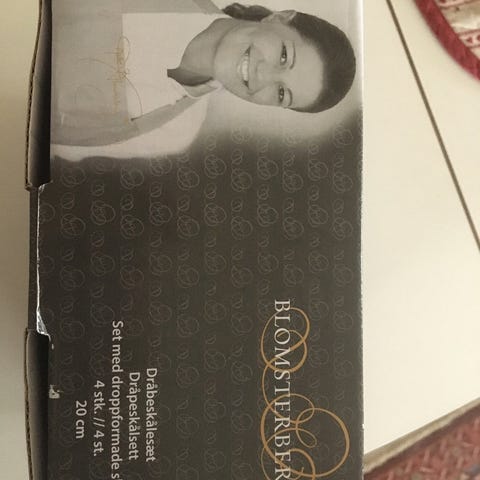 BLOMSTERBER
Dråbeskålesæt
Dråpeskålsett
Set med droppformade s
4 stk. // 4 st.
20 cm